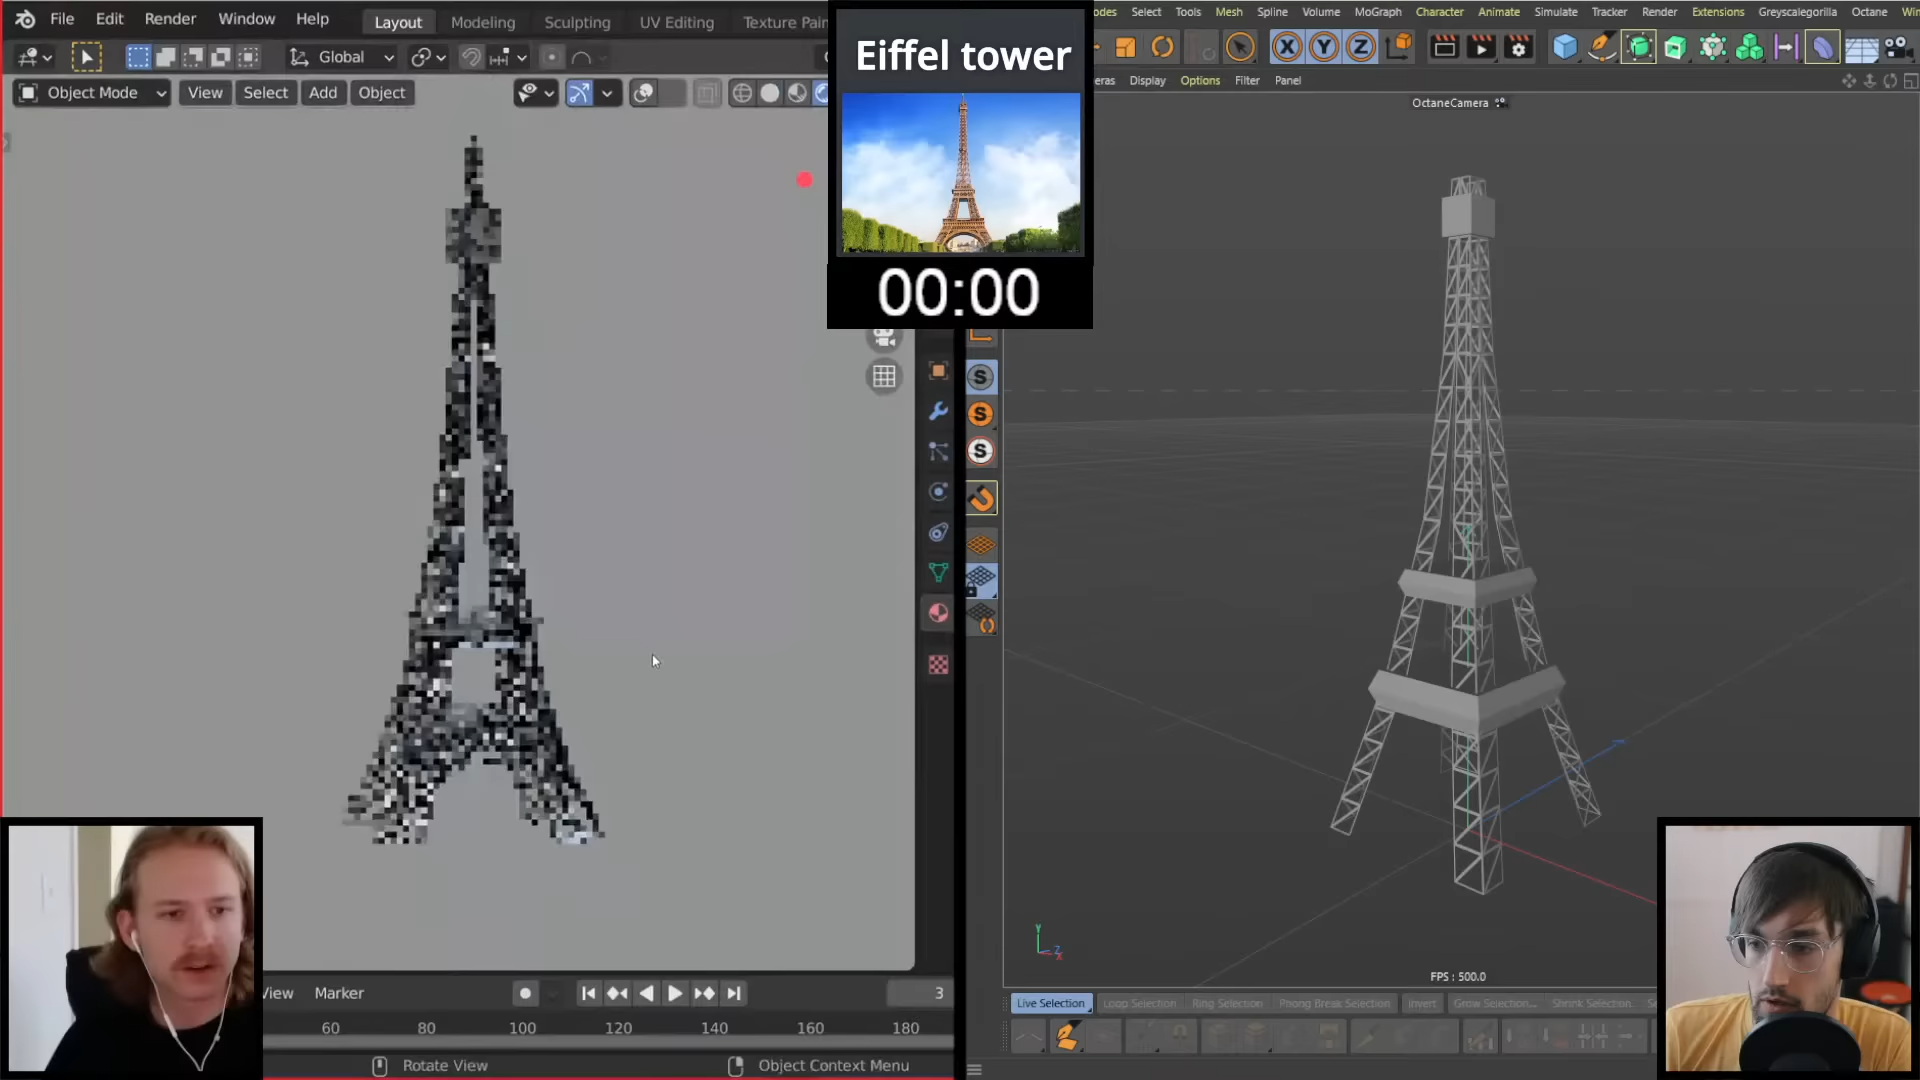 File Edit Render Window Help
Layout Modeling Sculpting UV Editing Texture Pain
Global
Object Mode View Select Add Object
Eiffel tower
00:00
odes Select Tools Mesh Spline Volume MoGraph Character Animate Simulate Tracker Render Extensions Greyscalegorilla Octane Win
X Y Z
eras Display Options Filter Panel
OctaneCamera
S
S
S
Y
Z
FPS : 500.0
View Marker
3
60 80 100 120 140 160 180
Rotate View Object Context Menu
Live Selection Loop Selection Ring Selection Phong Break Selection Invert Grow Selection... Shrink Selection... Se